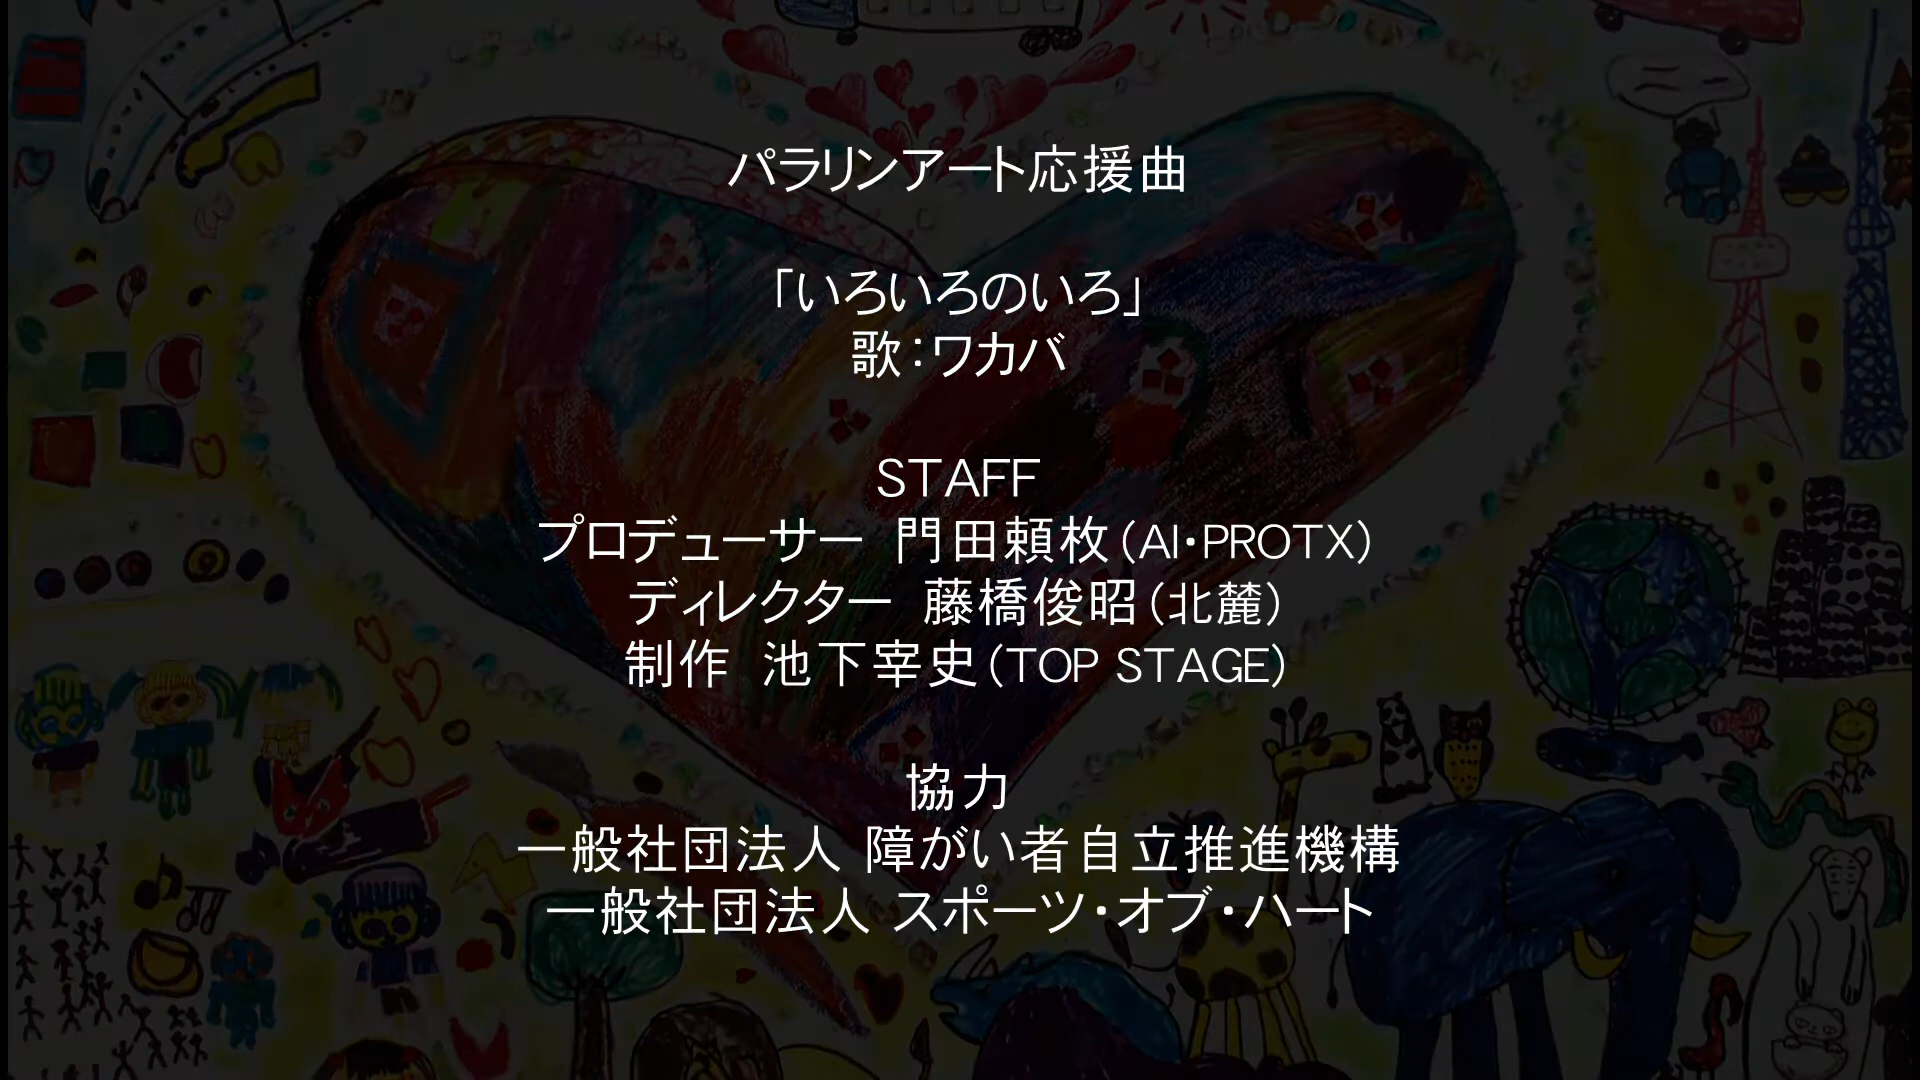 パラリンアート応援曲
「いろいろのいろ」
歌：ワカバ
STAFF
プロデューサー 門田頼枚（AI・PROTX）
ディレクター 藤橋俊昭（北麓）
制作 池下宰史（TOP STAGE）
協力
一般社団法人 障がい者自立推進機構
一般社団法人 スポーツ・オブ・ハート